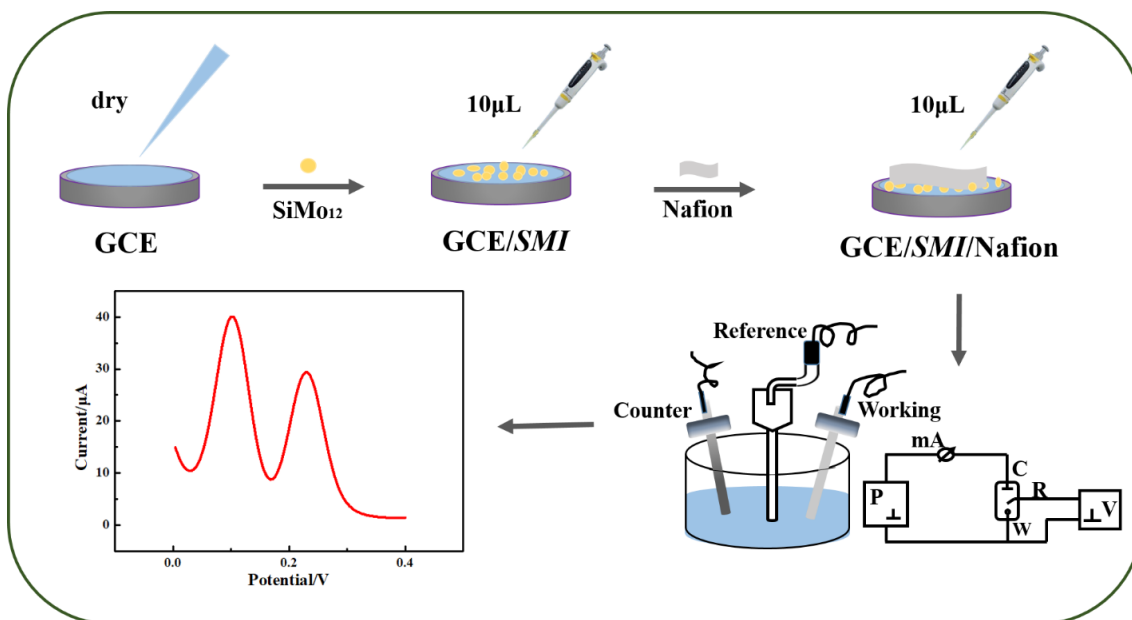 dry
10μL
10μL
SiMo12
Nafion
GCE
GCE/SMI
GCE/SMI/Nafion
Current/μA
40
30
20
10
0
0.0
0.2
0.4
Potential/V
Reference
Counter
Working
mA
C
P
R
V
W